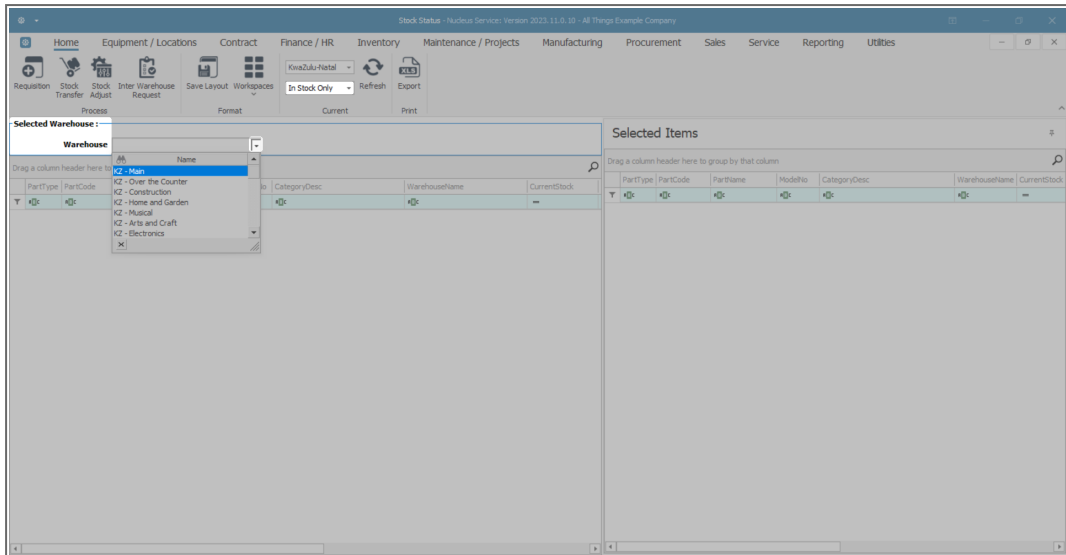 Stock Status - Nucleus Service: Version 2023.11.0.10 - All Things Example Company
Home Equipment / Locations Contract Finance / HR Inventory Maintenance / Projects Manufacturing Procurement Sales Service Reporting Utilities
Requisition
Stock Transfer
Stock Adjust
Inter Warehouse Request
Save Layout
Workspaces
KwaZulu-Natal
In Stock Only
Refresh
XLS
Export
Process Format Current Print
Selected Warehouse :
Warehouse
Name
KZ - Main
KZ - Over the Counter
KZ - Construction
KZ - Home and Garden
KZ - Musical
KZ - Arts and Craft
KZ - Electronics
Drag a column header here to
PartType PartCode CategoryDesc WarehouseName CurrentStock
Selected Items
Drag a column header here to group by that column
PartType PartCode PartName ModelNo CategoryDesc WarehouseName CurrentStock